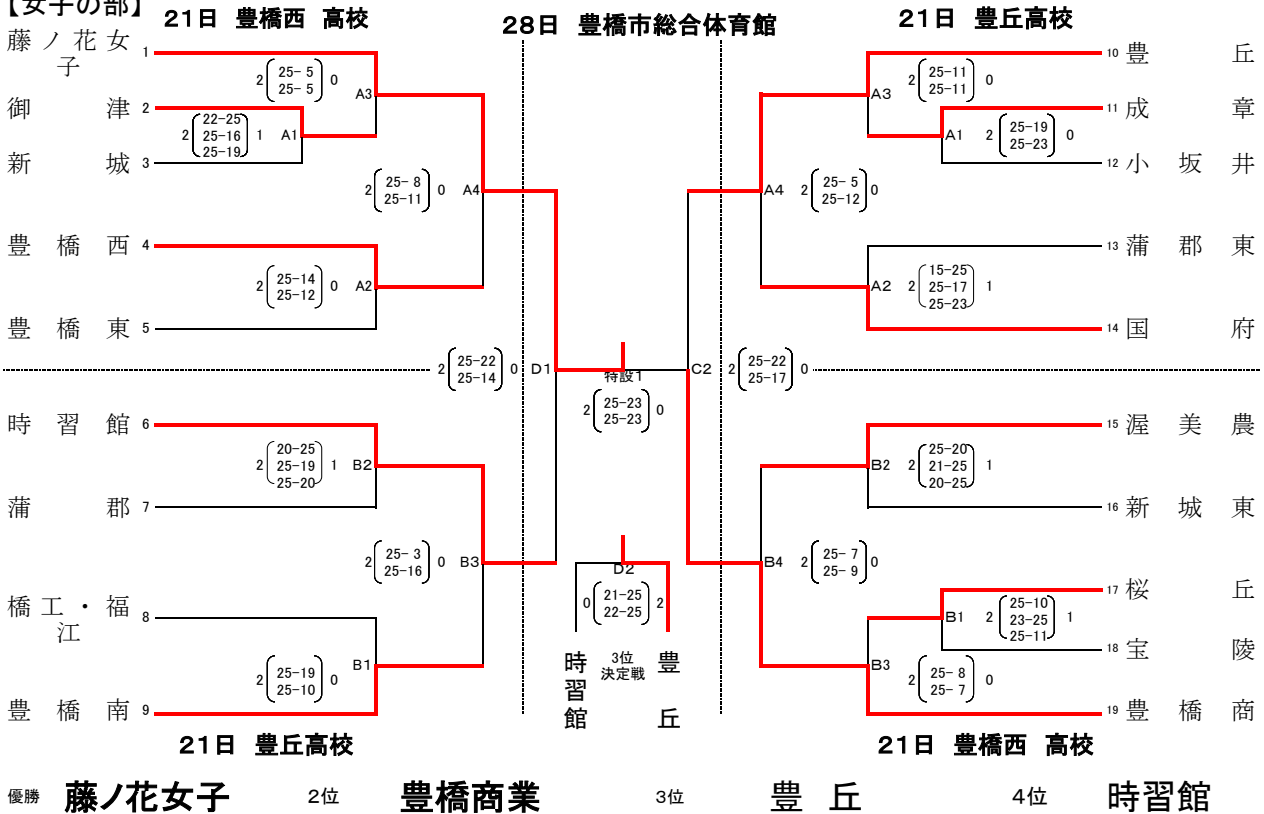 【女子の部】
21日 豊橋西 高校
28日 豊橋市総合体育館
21日 豊丘高校
藤ノ花女子 1
御津 2
新城 3
豊橋西 4
豊橋東 5
時習館 6
蒲郡 7
橋工・福江 8
豊橋南 9
2 25-5 25-5 0 A3
2 22-25 25-16 25-19 1 A1
2 25-8 25-11 0 A4
2 25-14 25-12 0 A2
2 25-22 25-14 0 D1
2 20-25 25-19 25-20 1 B2
2 25-3 25-16 0 B3
2 25-19 25-10 0 B1
特設1
2 25-23 25-23 0
D2
0 21-25 22-25 2
時習館
3位
決定戦
豊丘
10 豊丘
11 成章
12 小坂井
13 蒲郡東
14 国府
15 渥美農
16 新城東
17 桜丘
18 宝陵
19 豊橋商
A3 2 25-11 25-11 0
A1 2 25-19 25-23 0
A4 2 25-5 25-12 0
A2 2 15-25 25-17 25-23 1
C2 2 25-22 25-17 0
B2 2 25-20 21-25 20-25 1
B4 2 25-7 25-9 0
B1 2 25-10 23-25 25-11 1
B3 2 25-8 25-7 0
21日 豊丘高校
21日 豊橋西 高校
優勝 藤ノ花女子 2位 豊橋商業 3位 豊丘 4位 時習館